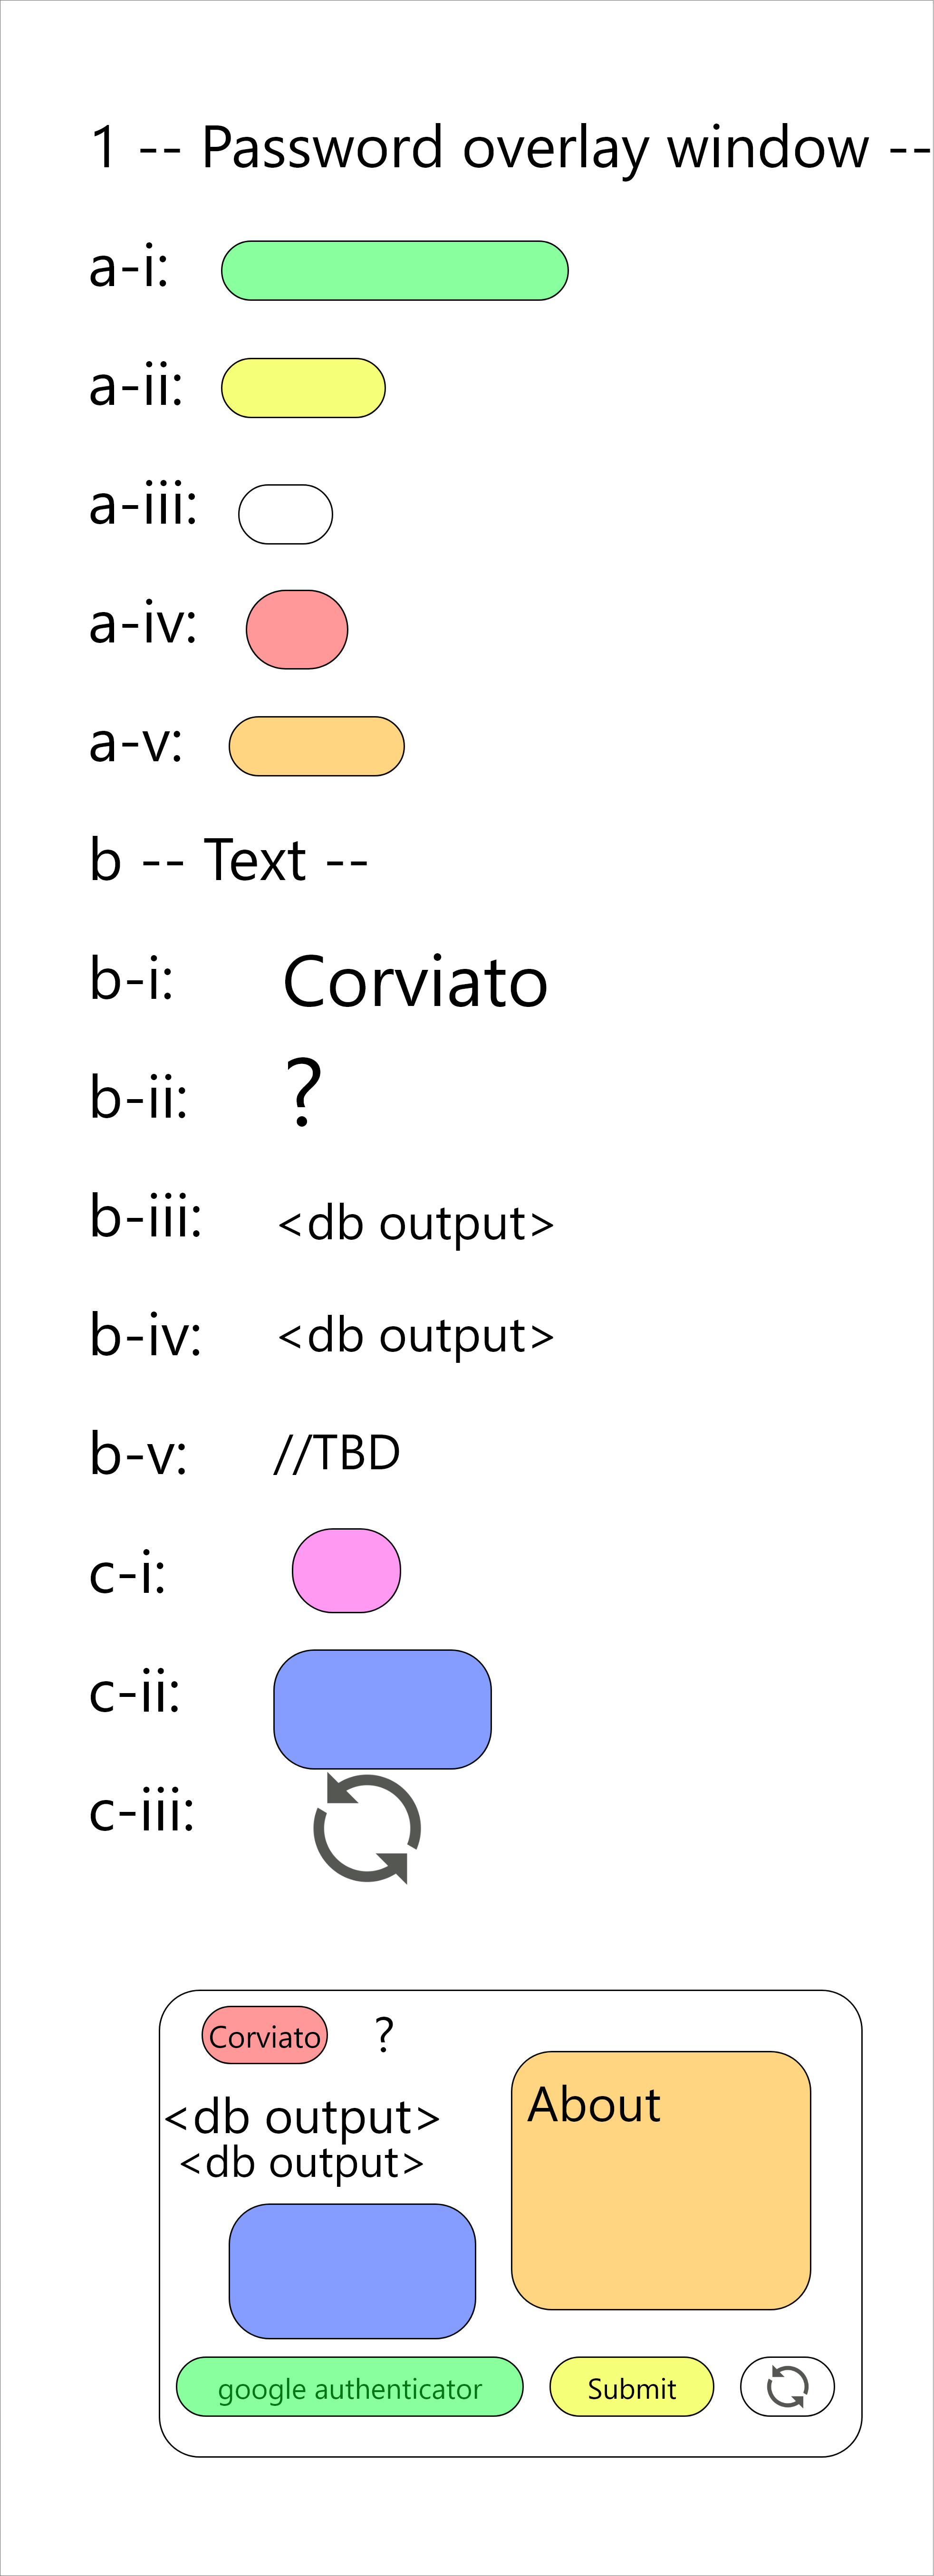 1 -- Password overlay window --
a-i:
a-ii:
a-iii:
a-iv:
a-v:
b -- Text --
b-i: Corviato
b-ii: ?
b-iii: <db output>
b-iv: <db output>
b-v: //TBD
c-i:
c-ii:
c-iii:
Corviato ?
<db output>
<db output>
About
google authenticator Submit